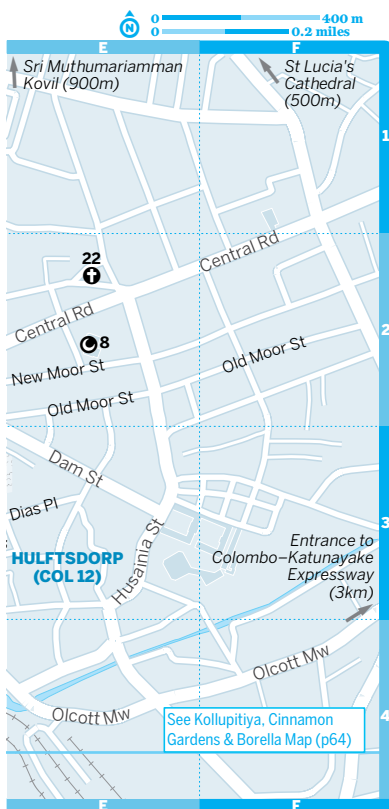 N
0 400 m
0 0.2 miles
E F
Sri Muthumariamman
Kovil (900m)
St Lucia's
Cathedral
(500m)
1
22
Central Rd
Central Rd
2
8
New Moor St
Old Moor St
Old Moor St
Dam St
Dias Pl
3
HULFTSDORP
(COL 12)
Husainia St
Entrance to
Colombo–Katunayake
Expressway
(3km)
Olcott Mw
Olcott Mw
4
See Kollupitiya, Cinnamon
Gardens & Borella Map (p64)
E F